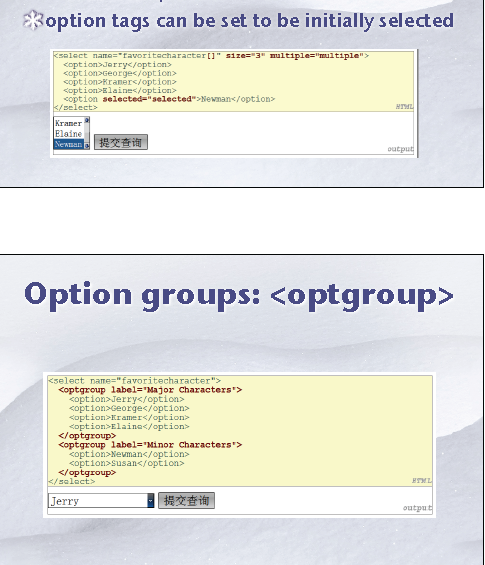 option tags can be set to be initially selected
<select name="favoritecharacter[]" size="3" multiple="multiple">
<option>Jerry</option>
<option>George</option>
<option>Kramer</option>
<option>Elaine</option>
<option selected="selected">Newman</option>
</select>
HTML
Kramer
Elaine
Newman
提交查询
output
Option groups: <optgroup>
<select name="favoritecharacter">
<optgroup label="Major Characters">
<option>Jerry</option>
<option>George</option>
<option>Kramer</option>
<option>Elaine</option>
</optgroup>
<optgroup label="Minor Characters">
<option>Newman</option>
<option>Susan</option>
</optgroup>
</select>
HTML
Jerry
提交查询
output